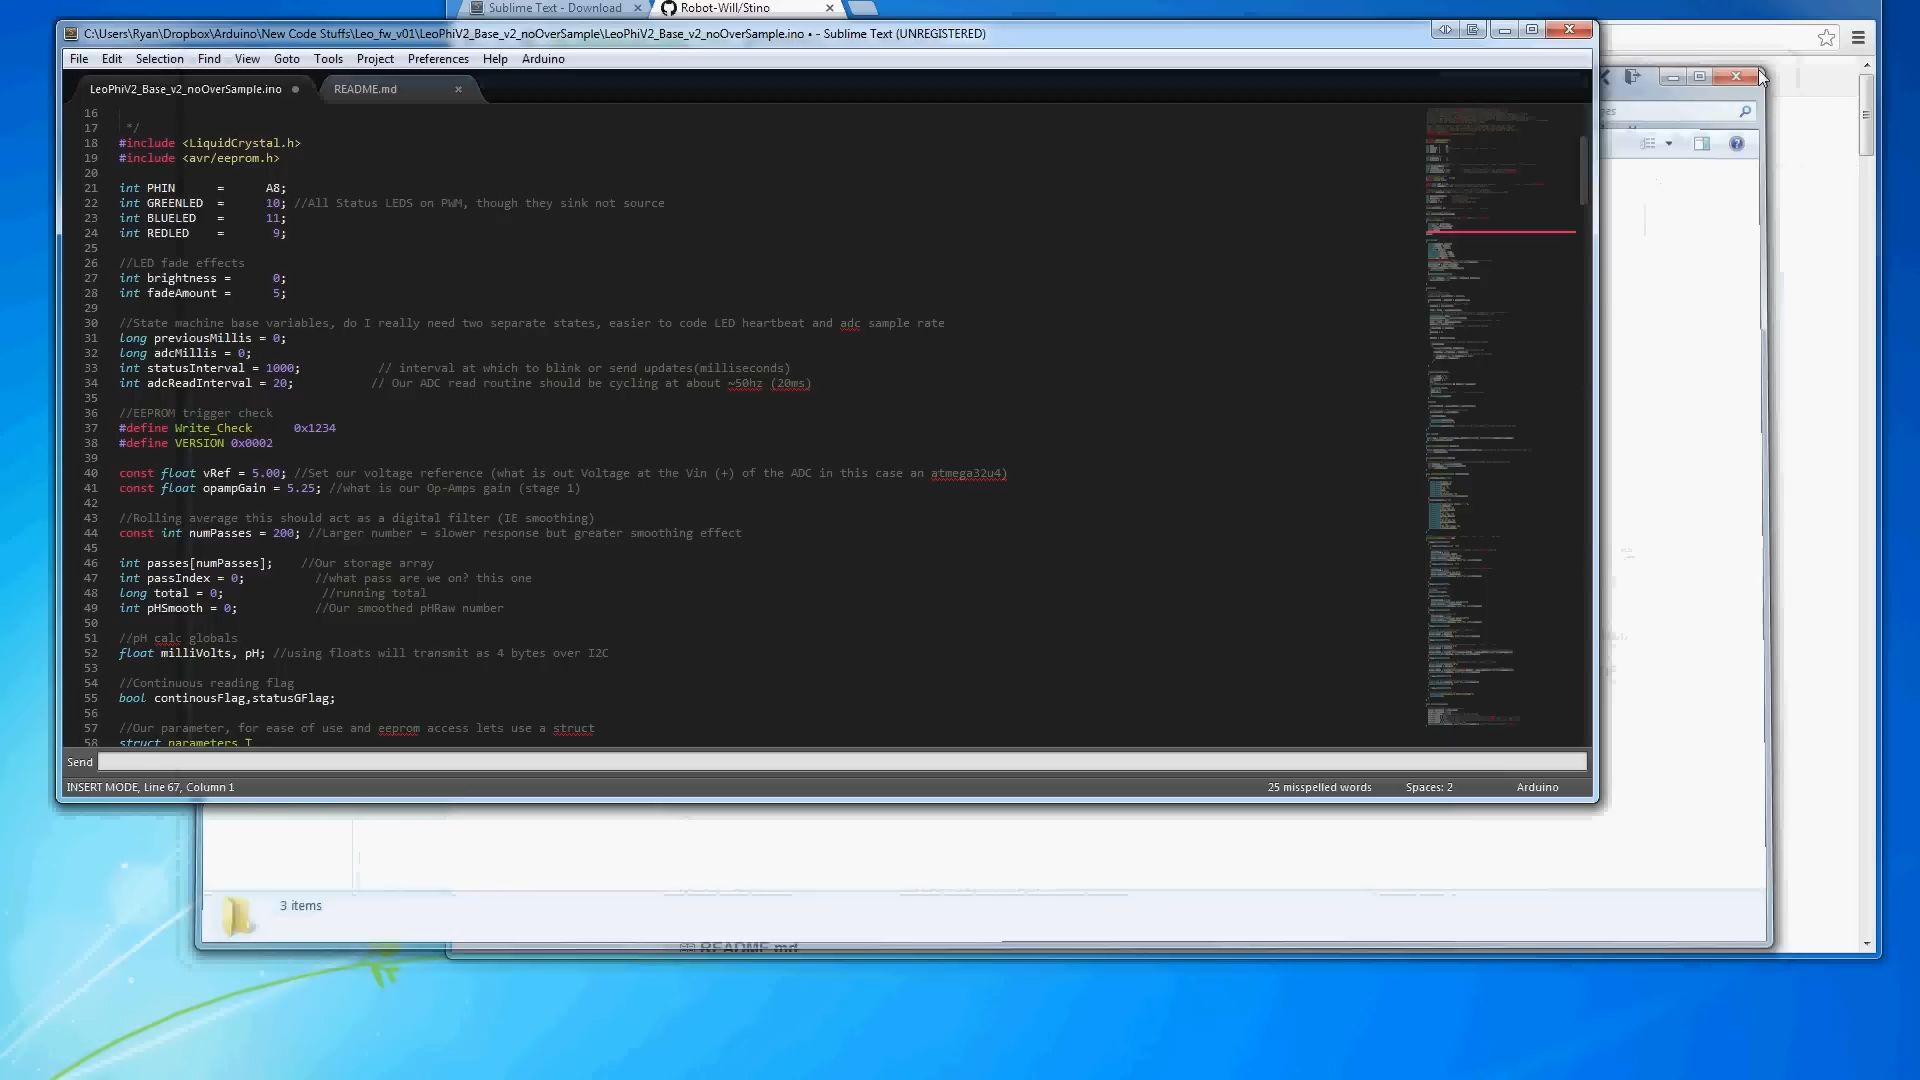 Sublime Text - Download
Robot-Will/Stino
C:\Users\Ryan\Dropbox\Arduino\New Code Stuffs\Leo_fw_v01\LeoPhiV2_Base_v2_noOverSample\LeoPhiV2_Base_v2_noOverSample.ino • - Sublime Text (UNREGISTERED)
File Edit Selection Find View Goto Tools Project Preferences Help Arduino
LeoPhiV2_Base_v2_noOverSample.ino
README.md
16
17 */
18 #include <LiquidCrystal.h>
19 #include <avr/eeprom.h>
20
21 int PHIN = A8;
22 int GREENLED = 10; //All Status LEDS on PWM, though they sink not source
23 int BLUELED = 11;
24 int REDLED = 9;
25
26 //LED fade effects
27 int brightness = 0;
28 int fadeAmount = 5;
29
30 //State machine base variables, do I really need two separate states, easier to code LED heartbeat and adc sample rate
31 long previousMillis = 0;
32 long adcMillis = 0;
33 int statusInterval = 1000; // interval at which to blink or send updates(milliseconds)
34 int adcReadInterval = 20; // Our ADC read routine should be cycling at about ~50hz (20ms)
35
36 //EEPROM trigger check
37 #define Write_Check 0x1234
38 #define VERSION 0x0002
39
40 const float vRef = 5.00; //Set our voltage reference (what is out Voltage at the Vin (+) of the ADC in this case an atmega32u4)
41 const float opampGain = 5.25; //what is our Op-Amps gain (stage 1)
42
43 //Rolling average this should act as a digital filter (IE smoothing)
44 const int numPasses = 200; //Larger number = slower response but greater smoothing effect
45
46 int passes[numPasses]; //Our storage array
47 int passIndex = 0; //what pass are we on? this one
48 long total = 0; //running total
49 int pHSmooth = 0; //Our smoothed pHRaw number
50
51 //pH calc globals
52 float milliVolts, pH; //using floats will transmit as 4 bytes over I2C
53
54 //Continuous reading flag
55 bool continousFlag,statusGFlag;
56
57 //Our parameter, for ease of use and eeprom access lets use a struct
58 struct parameters_T
Send
INSERT MODE, Line 67, Column 1
25 misspelled words
Spaces: 2
Arduino
3 items
README.md